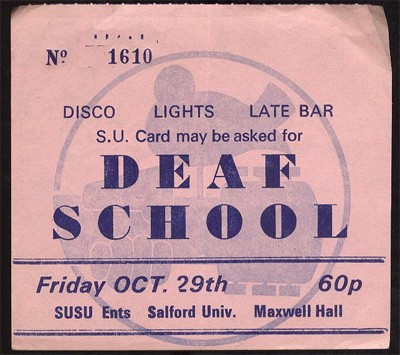 Nº 1610
DISCO LIGHTS LATE BAR
S.U. Card may be asked for
DEAF
SCHOOL
Friday OCT. 29th 60p
SUSU Ents Salford Univ. Maxwell Hall